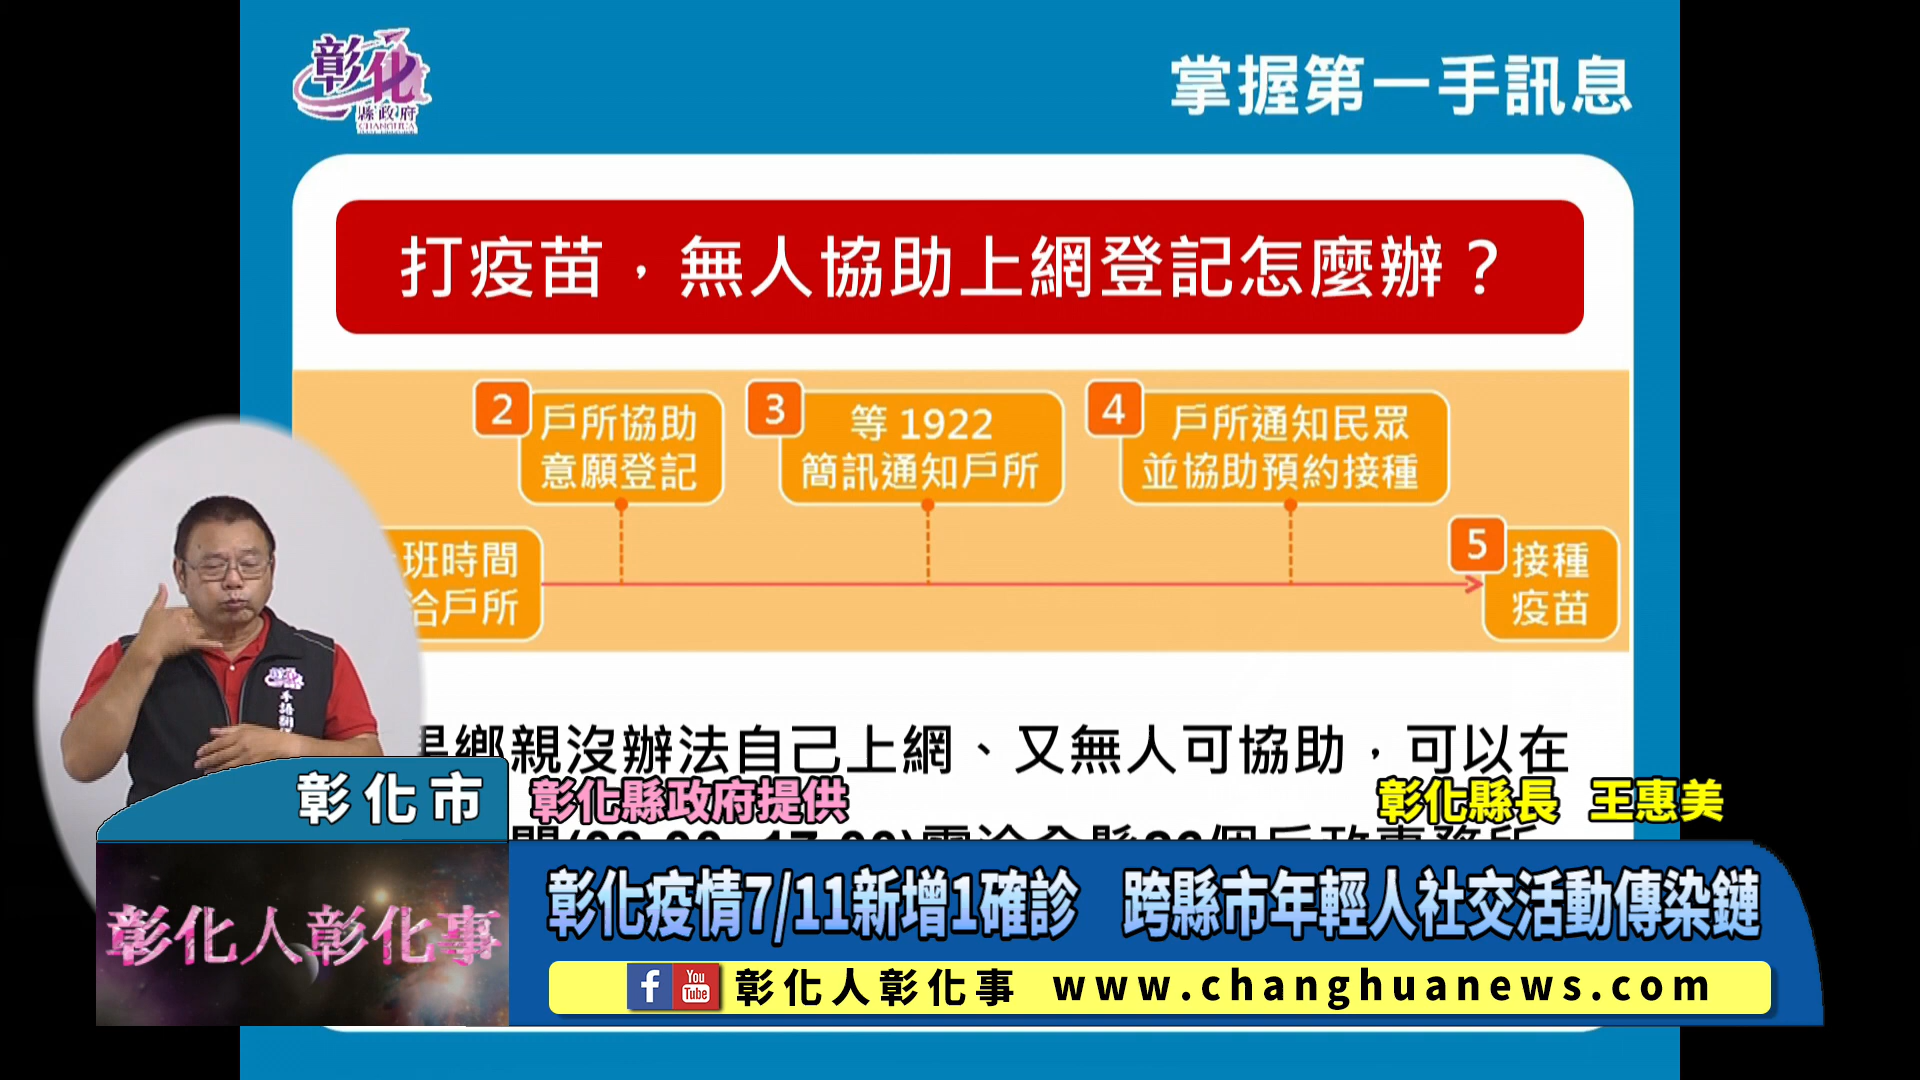 彰化
縣政府
CHANGHUA
掌握第一手訊息
打疫苗，無人協助上網登記怎麼辦？
2
戶所協助
意願登記
3
等 1922
簡訊通知戶所
4
戶所通知民眾
並協助預約接種
班時間
洽戶所
5
接種
疫苗
鄉親沒辦法自己上網、又無人可協助，可以在
彰化市
彰化縣政府提供
彰化縣長 王惠美
彰化人彰化事
彰化疫情7/11新增1確診 跨縣市年輕人社交活動傳染鏈
f You Tube 彰化人彰化事 www.changhuanews.com